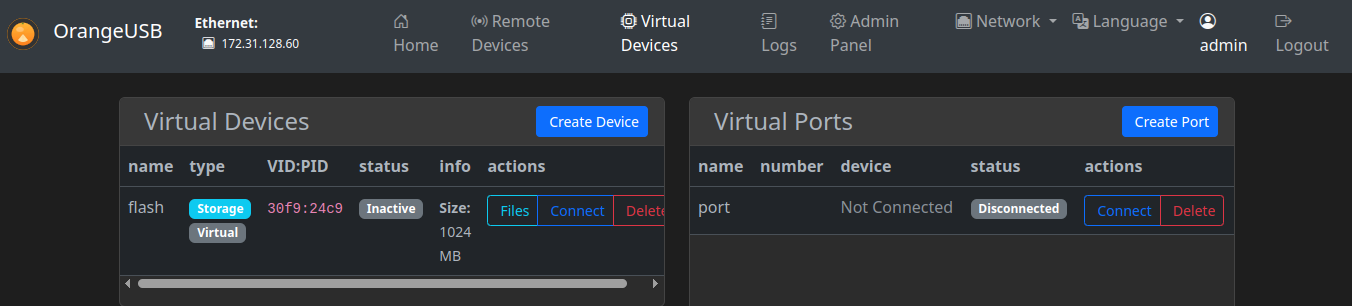 OrangeUSB
Ethernet:
172.31.128.60
Home
Remote
Devices
Virtual
Devices
Logs
Admin
Panel
Network
Language
admin
Logout
Virtual Devices
Create Device
name type VID:PID status info actions
flash Storage 30f9:24c9 Inactive Size: Files Connect Delete
Virtual 1024
MB
Virtual Ports
Create Port
name number device status actions
port Not Connected Disconnected Connect Delete